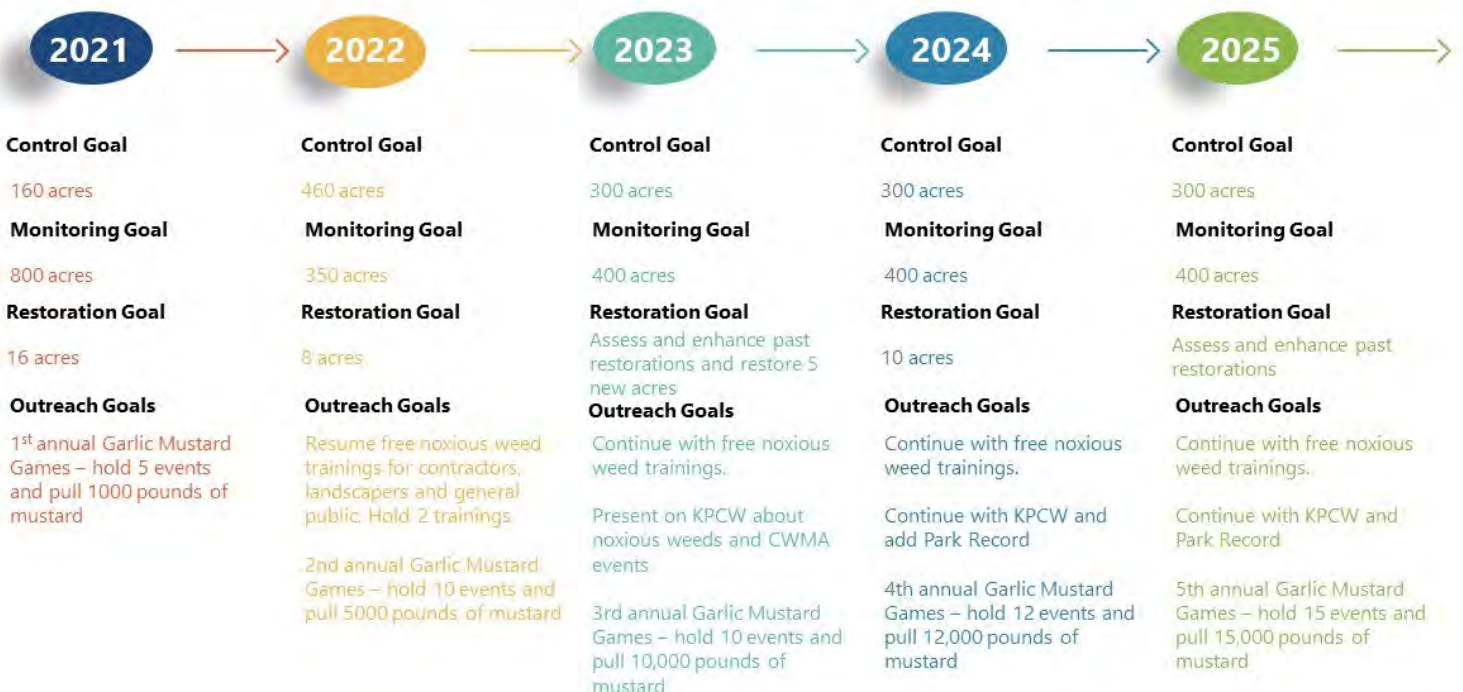 2021
2022
2023
2024
2025
Control Goal
160 acres
Monitoring Goal
800 acres
Restoration Goal
16 acres
Outreach Goals
1st annual Garlic Mustard
Games – hold 5 events
and pull 1000 pounds of
mustard
Control Goal
460 acres
Monitoring Goal
350 acres
Restoration Goal
8 acres
Outreach Goals
Resume free noxious weed
trainings for contractors,
landscapers and general
public. Hold 2 trainings
2nd annual Garlic Mustard
Games – hold 10 events and
pull 5000 pounds of mustard
Control Goal
300 acres
Monitoring Goal
400 acres
Restoration Goal
Assess and enhance past
restorations and restore 5
new acres
Outreach Goals
Continue with free noxious
weed trainings.
Present on KPCW about
noxious weeds and CWMA
events
3rd annual Garlic Mustard
Games – hold 10 events and
pull 10,000 pounds of
mustard
Control Goal
300 acres
Monitoring Goal
400 acres
Restoration Goal
10 acres
Outreach Goals
Continue with free noxious
weed trainings.
Continue with KPCW and
add Park Record
4th annual Garlic Mustard
Games – hold 12 events and
pull 12,000 pounds of
mustard
Control Goal
300 acres
Monitoring Goal
400 acres
Restoration Goal
Assess and enhance past
restorations
Outreach Goals
Continue with free noxious
weed trainings.
Continue with KPCW and
Park Record
5th annual Garlic Mustard
Games – hold 15 events and
pull 15,000 pounds of
mustard